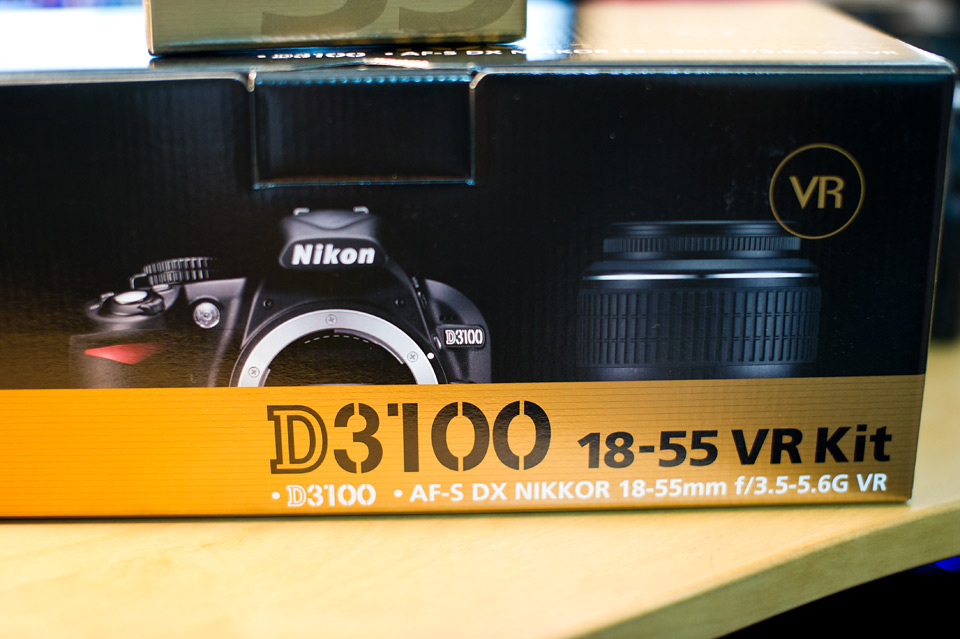 • D3100 • AF-S DX NIKKOR 18-55mm f/3.5-5.6G VR
VR
Nikon
D3100
D3100 18-55 VR Kit
• D3100 • AF-S DX NIKKOR 18-55mm f/3.5-5.6G VR